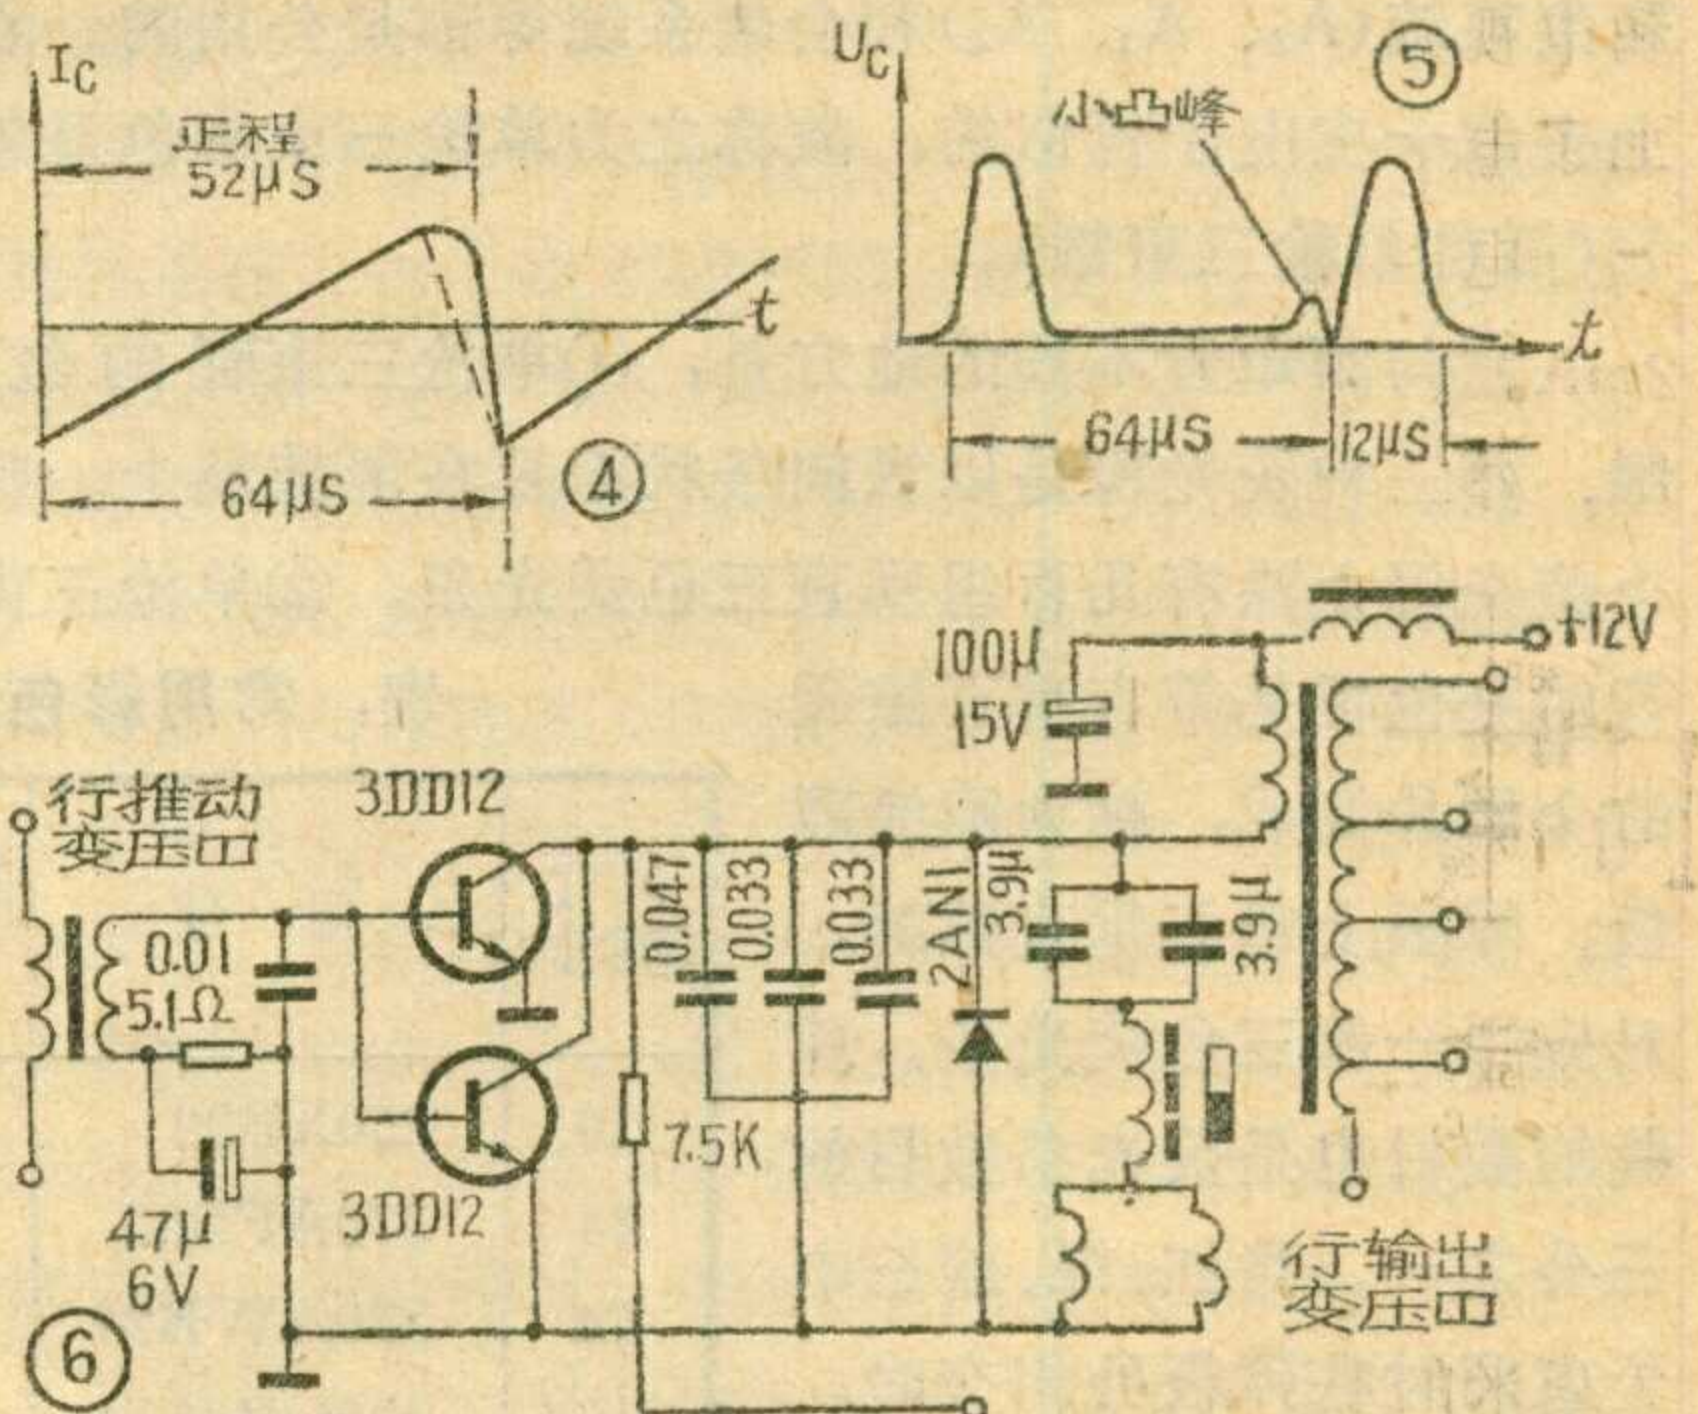 IC
正程
52μS
t
64μS
④
UC
⑤
小凸峰
t
64μS
12μS
100μ
15V
+12V
行推动
变压口
3DD12
0.01
5.1Ω
47μ
6V
3DD12
7.5K
0.047
0.033
0.033
2AN1
3.9μ
3.9μ
行输出
变压口
⑥